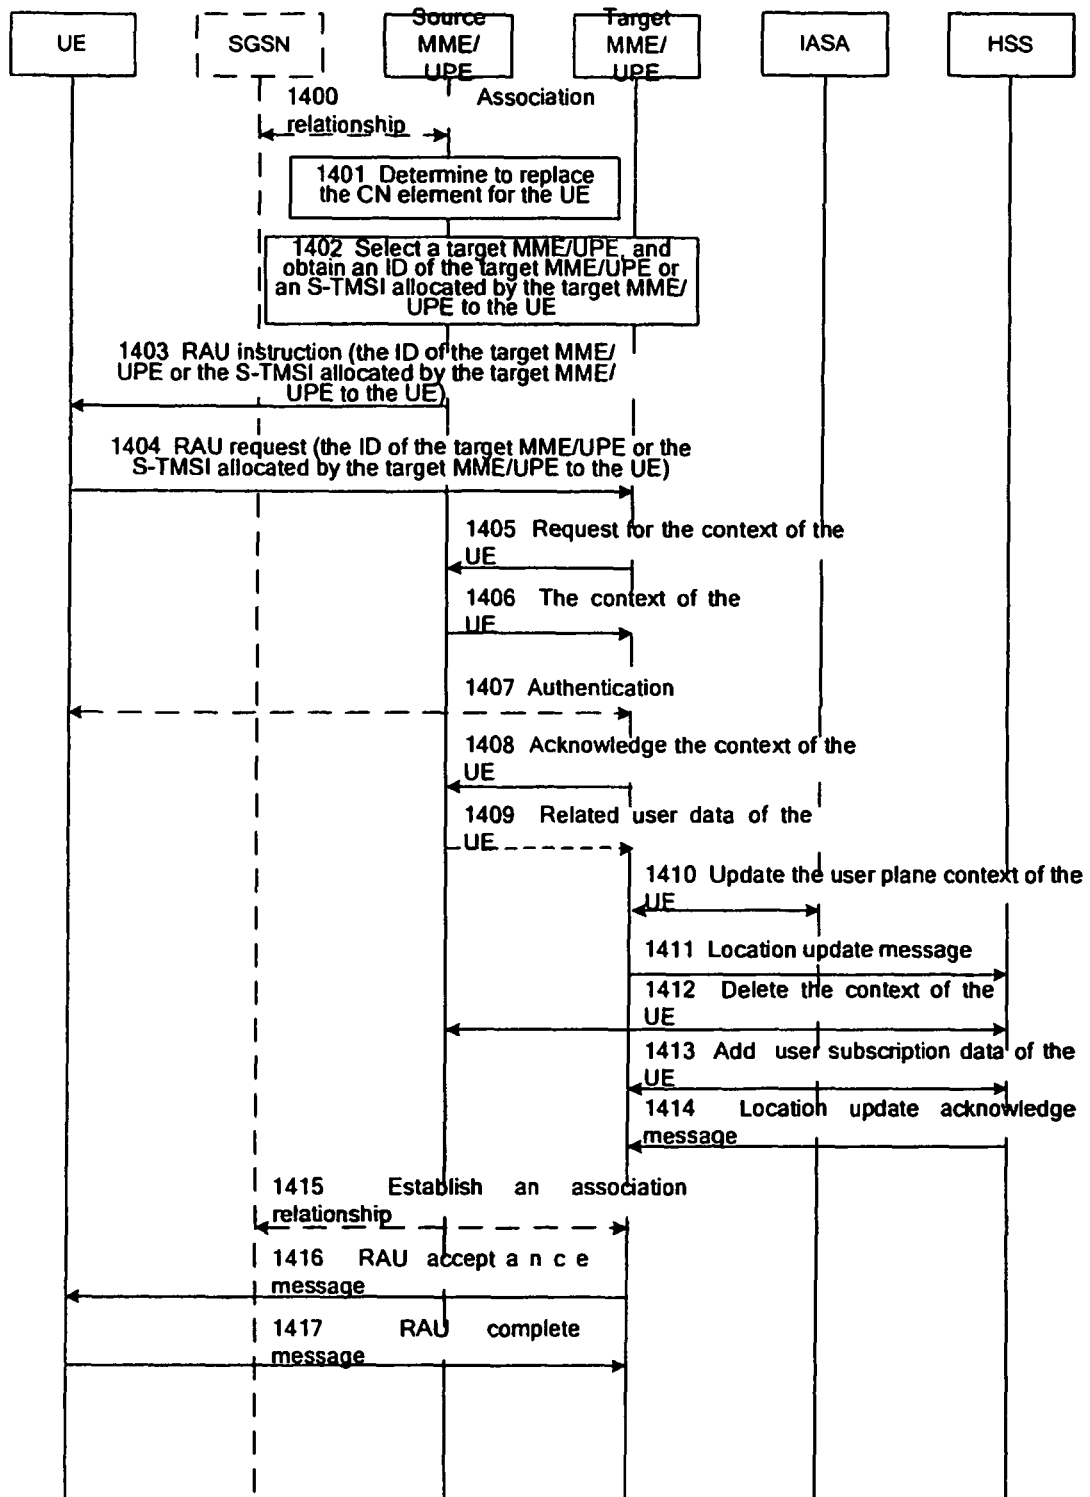 UE
SGSN
Source
MME/
UPE
Target
MME/
UPE
IASA
HSS
1400 Association
relationship
1401 Determine to replace
the CN element for the UE
1402 Select a target MME/UPE, and
obtain an ID of the target MME/UPE or
an S-TMSI allocated by the target MME/
UPE to the UE
1403 RAU instruction (the ID of the target MME/
UPE or the S-TMSI allocated by the target MME/
UPE to the UE)
1404 RAU request (the ID of the target MME/UPE or the
S-TMSI allocated by the target MME/UPE to the UE)
1405 Request for the context of the
UE
1406 The context of the
UE
1407 Authentication
1408 Acknowledge the context of the
UE
1409 Related user data of the
UE
1410 Update the user plane context of the
UE
1411 Location update message
1412 Delete the context of the
UE
1413 Add user subscription data of the
UE
1414 Location update acknowledge
message
1415 Establish an association
relationship
1416 RAU accept a n c e
message
1417 RAU complete
message